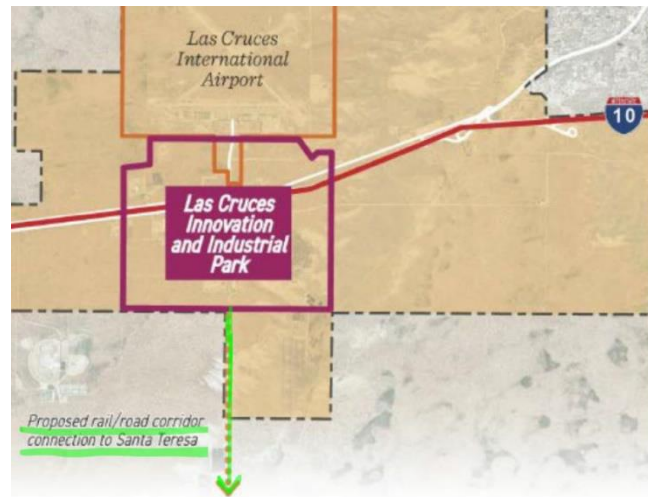 Las Cruces
International
Airport
10
Las Cruces
Innovation
and Industrial
Park
Proposed rail/road corridor
connection to Santa Teresa